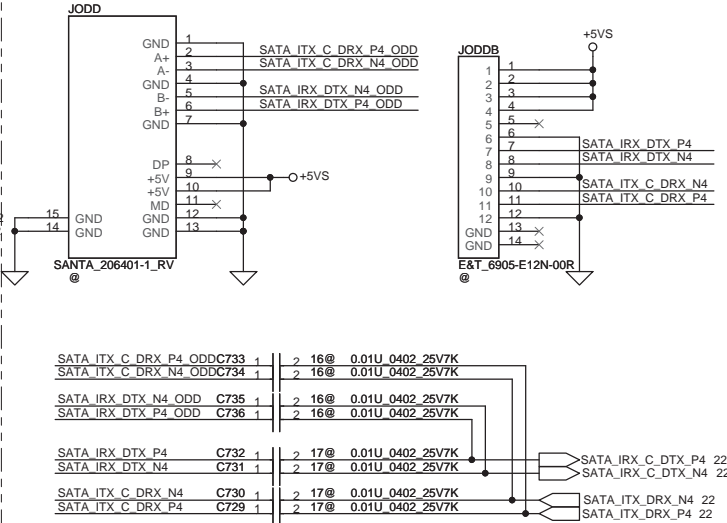 JODD
GND 1
A+ 2 SATA_ITX_C_DRX_P4_ODD
A- 3 SATA_ITX_C_DRX_N4_ODD
GND 4
B- 5 SATA_IRX_DTX_N4_ODD
B+ 6 SATA_IRX_DTX_P4_ODD
GND 7
DP 8
+5V 9 +5VS
+5V 10
MD 11
15 GND GND 12
14 GND GND 13
SANTA_206401-1_RV
@
+5VS
JODDB
1 1
2 2
3 3
4 4
5 5
6 6
7 7 SATA_IRX_DTX_P4
8 8 SATA_IRX_DTX_N4
9 9
10 10 SATA_ITX_C_DRX_N4
11 11 SATA_ITX_C_DRX_P4
12 12
GND 13
GND 14
E&T_6905-E12N-00R
@
SATA_ITX_C_DRX_P4_ODD C733 1 2 16@ 0.01U_0402_25V7K
SATA_ITX_C_DRX_N4_ODD C734 1 2 16@ 0.01U_0402_25V7K
SATA_IRX_DTX_N4_ODD C735 1 2 16@ 0.01U_0402_25V7K
SATA_IRX_DTX_P4_ODD C736 1 2 16@ 0.01U_0402_25V7K
SATA_IRX_DTX_P4 C732 1 2 17@ 0.01U_0402_25V7K SATA_IRX_C_DTX_P4 22
SATA_IRX_DTX_N4 C731 1 2 17@ 0.01U_0402_25V7K SATA_IRX_C_DTX_N4 22
SATA_ITX_C_DRX_N4 C730 1 2 17@ 0.01U_0402_25V7K SATA_ITX_DRX_N4 22
SATA_ITX_C_DRX_P4 C729 1 2 17@ 0.01U_0402_25V7K SATA_ITX_DRX_P4 22